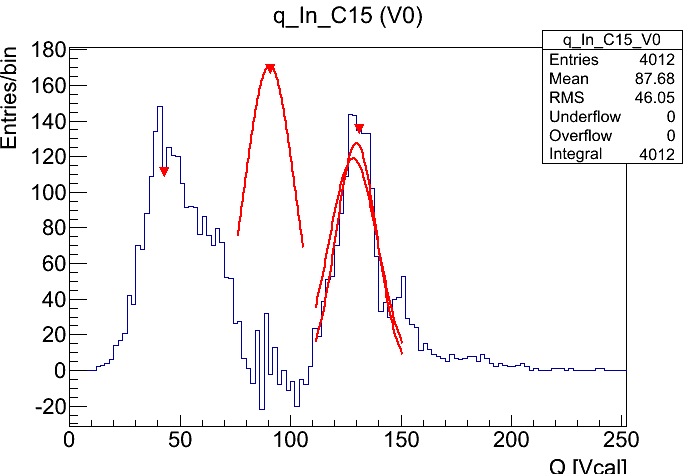 q_In_C15 (V0)
q_In_C15_V0
Entries 4012
Mean 87.68
RMS 46.05
Underflow 0
Overflow 0
Integral 4012
Entries/bin
180
160
140
120
100
80
60
40
20
0
-20
0 50 100 150 200 250
Q [Vcal]